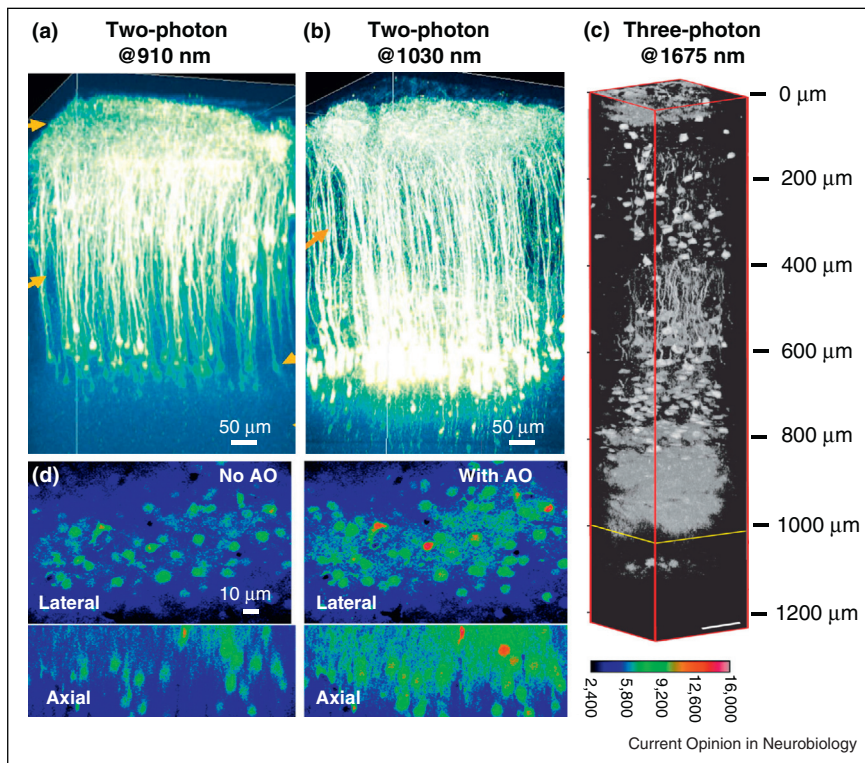 (a) Two-photon
@910 nm
(b) Two-photon
@1030 nm
(c) Three-photon
@1675 nm
50 μm
50 μm
0 μm
200 μm
400 μm
600 μm
800 μm
1000 μm
1200 μm
(d) No AO
With AO
10 μm
Lateral
Lateral
Axial
Axial
2,400
5,800
9,200
12,600
16,000
Current Opinion in Neurobiology